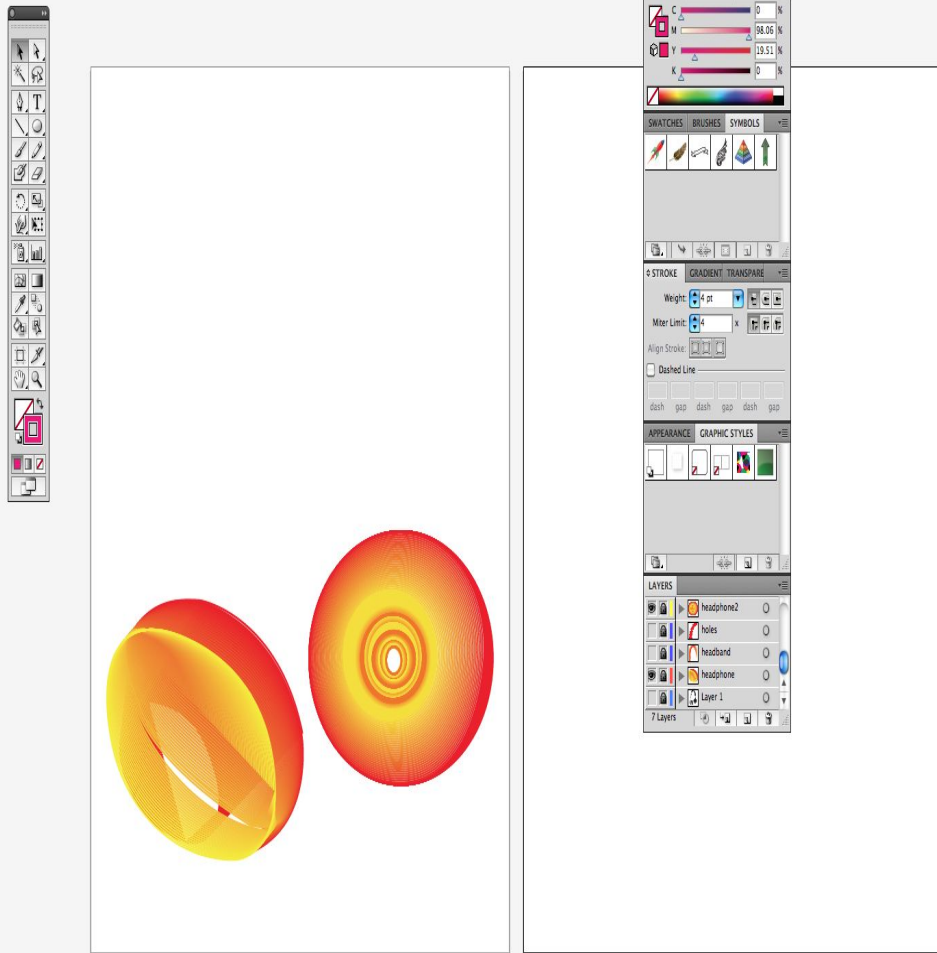 T
C 0 %
M 98.06 %
Y 19.51 %
K 0 %
SWATCHES BRUSHES SYMBOLS
STROKE GRADIENT TRANSPARE
Weight: 4 pt
Miter Limit: 4 x
Align Stroke:
Dashed Line
dash gap dash gap dash gap
APPEARANCE GRAPHIC STYLES
LAYERS
headphone2
holes
headband
headphone
Layer 1
7 Layers